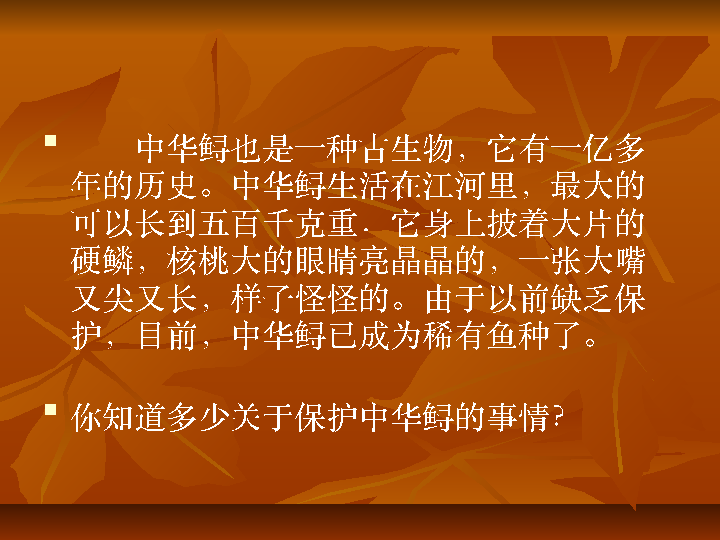 中华鲟也是一种古生物，它有一亿多
年的历史。中华鲟生活在江河里，最大的
可以长到五百千克重．它身上披着大片的
硬鳞，核桃大的眼睛亮晶晶的，一张大嘴
又尖又长，样子怪怪的。由于以前缺乏保
护，目前，中华鲟已成为稀有鱼种了。
你知道多少关于保护中华鲟的事情？